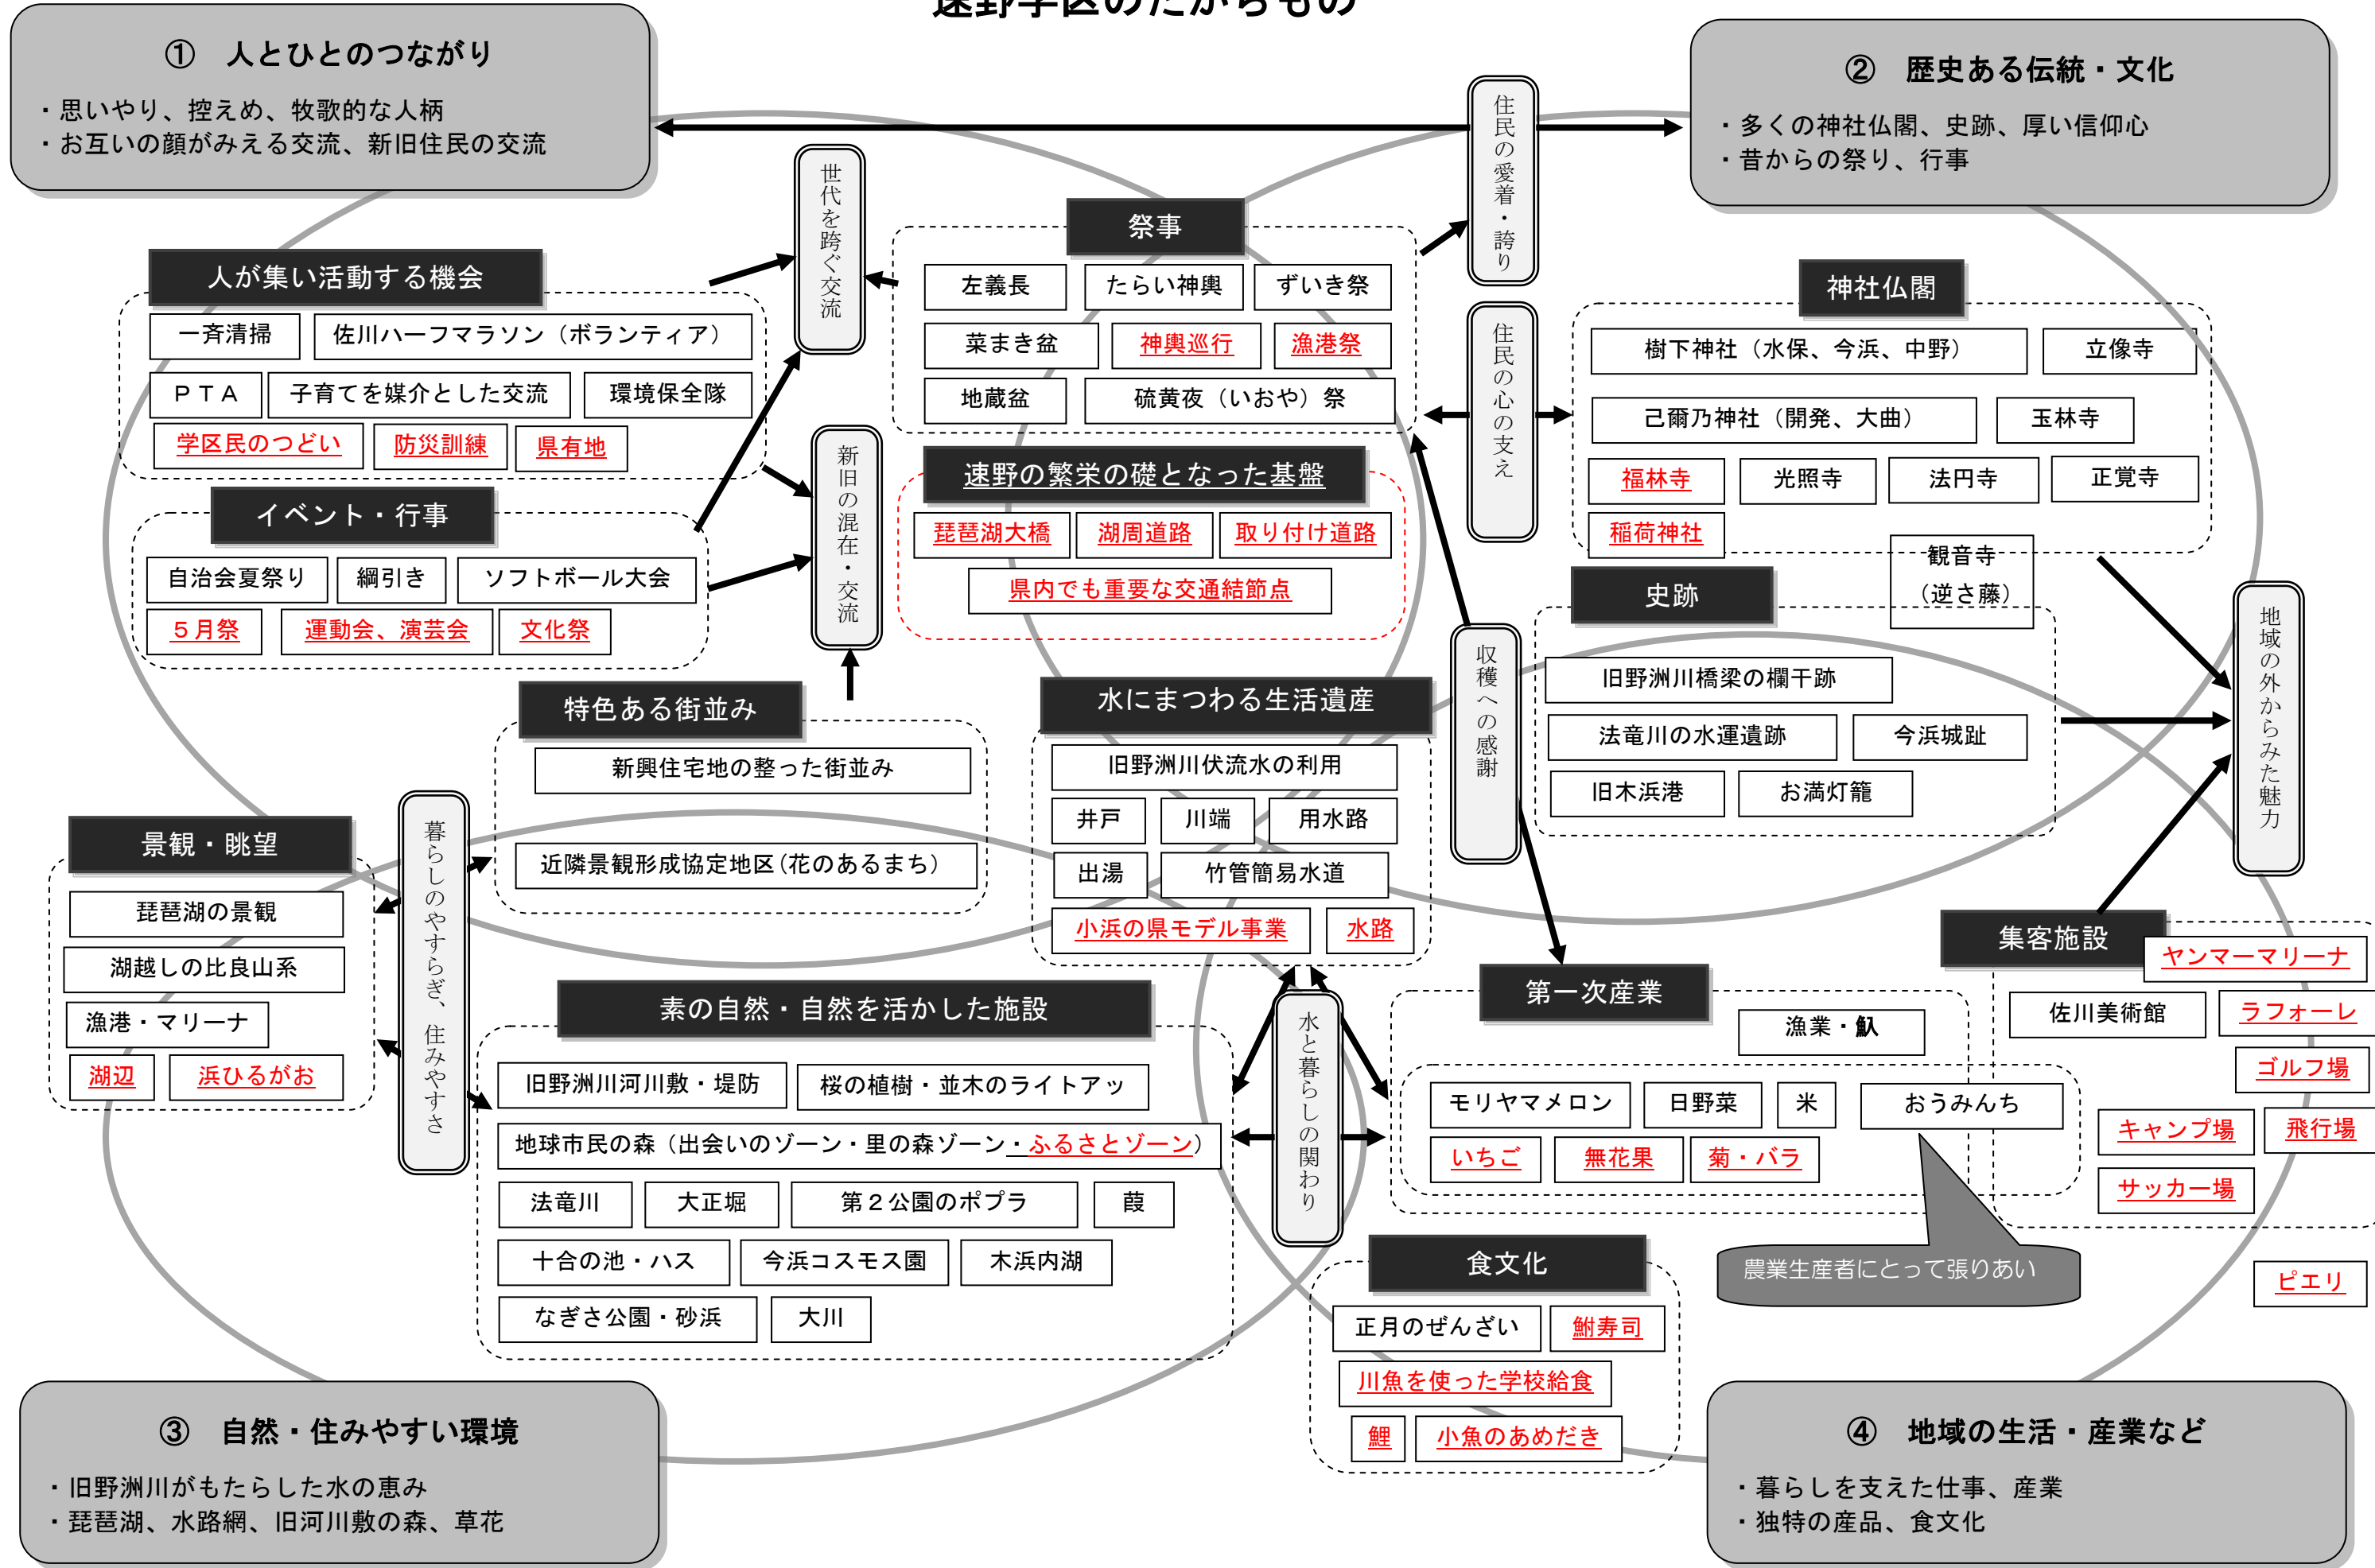 速野学区のたからもの
① 人とひとのつながり
・思いやり、控えめ、牧歌的な人柄
・お互いの顔がみえる交流、新旧住民の交流
② 歴史ある伝統・文化
・多くの神社仏閣、史跡、厚い信仰心
・昔からの祭り、行事
住民の愛着・誇り
世代を跨ぐ交流
祭事
左義長
たらい神輿
ずいき祭
菜まき盆
神輿巡行
漁港祭
地蔵盆
硫黄夜(いおや)祭
人が集い活動する機会
一斉清掃
佐川ハーフマラソン(ボランティア)
PTA
子育てを媒介とした交流
環境保全隊
学区民のつどい
防災訓練
県有地
神社仏閣
樹下神社(水保、今浜、中野)
立像寺
己爾乃神社(開発、大曲)
玉林寺
福林寺
光照寺
法円寺
正覚寺
稲荷神社
観音寺
(逆さ藤)
住民の心の支え
新旧の混在・交流
速野の繁栄の礎となった基盤
琵琶湖大橋
湖周道路
取り付け道路
県内でも重要な交通結節点
イベント・行事
自治会夏祭り
綱引き
ソフトボール大会
5月祭
運動会、演芸会
文化祭
史跡
旧野洲川橋梁の欄干跡
法竜川の水運遺跡
今浜城趾
旧木浜港
お満灯籠
地域の外からみた魅力
収穫への感謝
特色ある街並み
新興住宅地の整った街並み
近隣景観形成協定地区(花のあるまち)
水にまつわる生活遺産
旧野洲川伏流水の利用
井戸
川端
用水路
出湯
竹管簡易水道
小浜の県モデル事業
水路
景観・眺望
琵琶湖の景観
湖越しの比良山系
漁港・マリーナ
湖辺
浜ひるがお
暮らしのやすらぎ、住みやすさ
素の自然・自然を活かした施設
旧野洲川河川敷・堤防
桜の植樹・並木のライトアッ
地球市民の森(出会いのゾーン・里の森ゾーン・ふるさとゾーン)
法竜川
大正堀
第2公園のポプラ
葭
十合の池・ハス
今浜コスモス園
木浜内湖
なぎさ公園・砂浜
大川
水と暮らしの関わり
第一次産業
漁業・魞
モリヤマメロン
日野菜
米
おうみんち
いちご
無花果
菊・バラ
農業生産者にとって張りあい
集客施設
ヤンマーマリーナ
佐川美術館
ラフォーレ
ゴルフ場
キャンプ場
飛行場
サッカー場
ピエリ
食文化
正月のぜんざい
鮒寿司
川魚を使った学校給食
鯉
小魚のあめだき
③ 自然・住みやすい環境
・旧野洲川がもたらした水の恵み
・琵琶湖、水路網、旧河川敷の森、草花
④ 地域の生活・産業など
・暮らしを支えた仕事、産業
・独特の産品、食文化